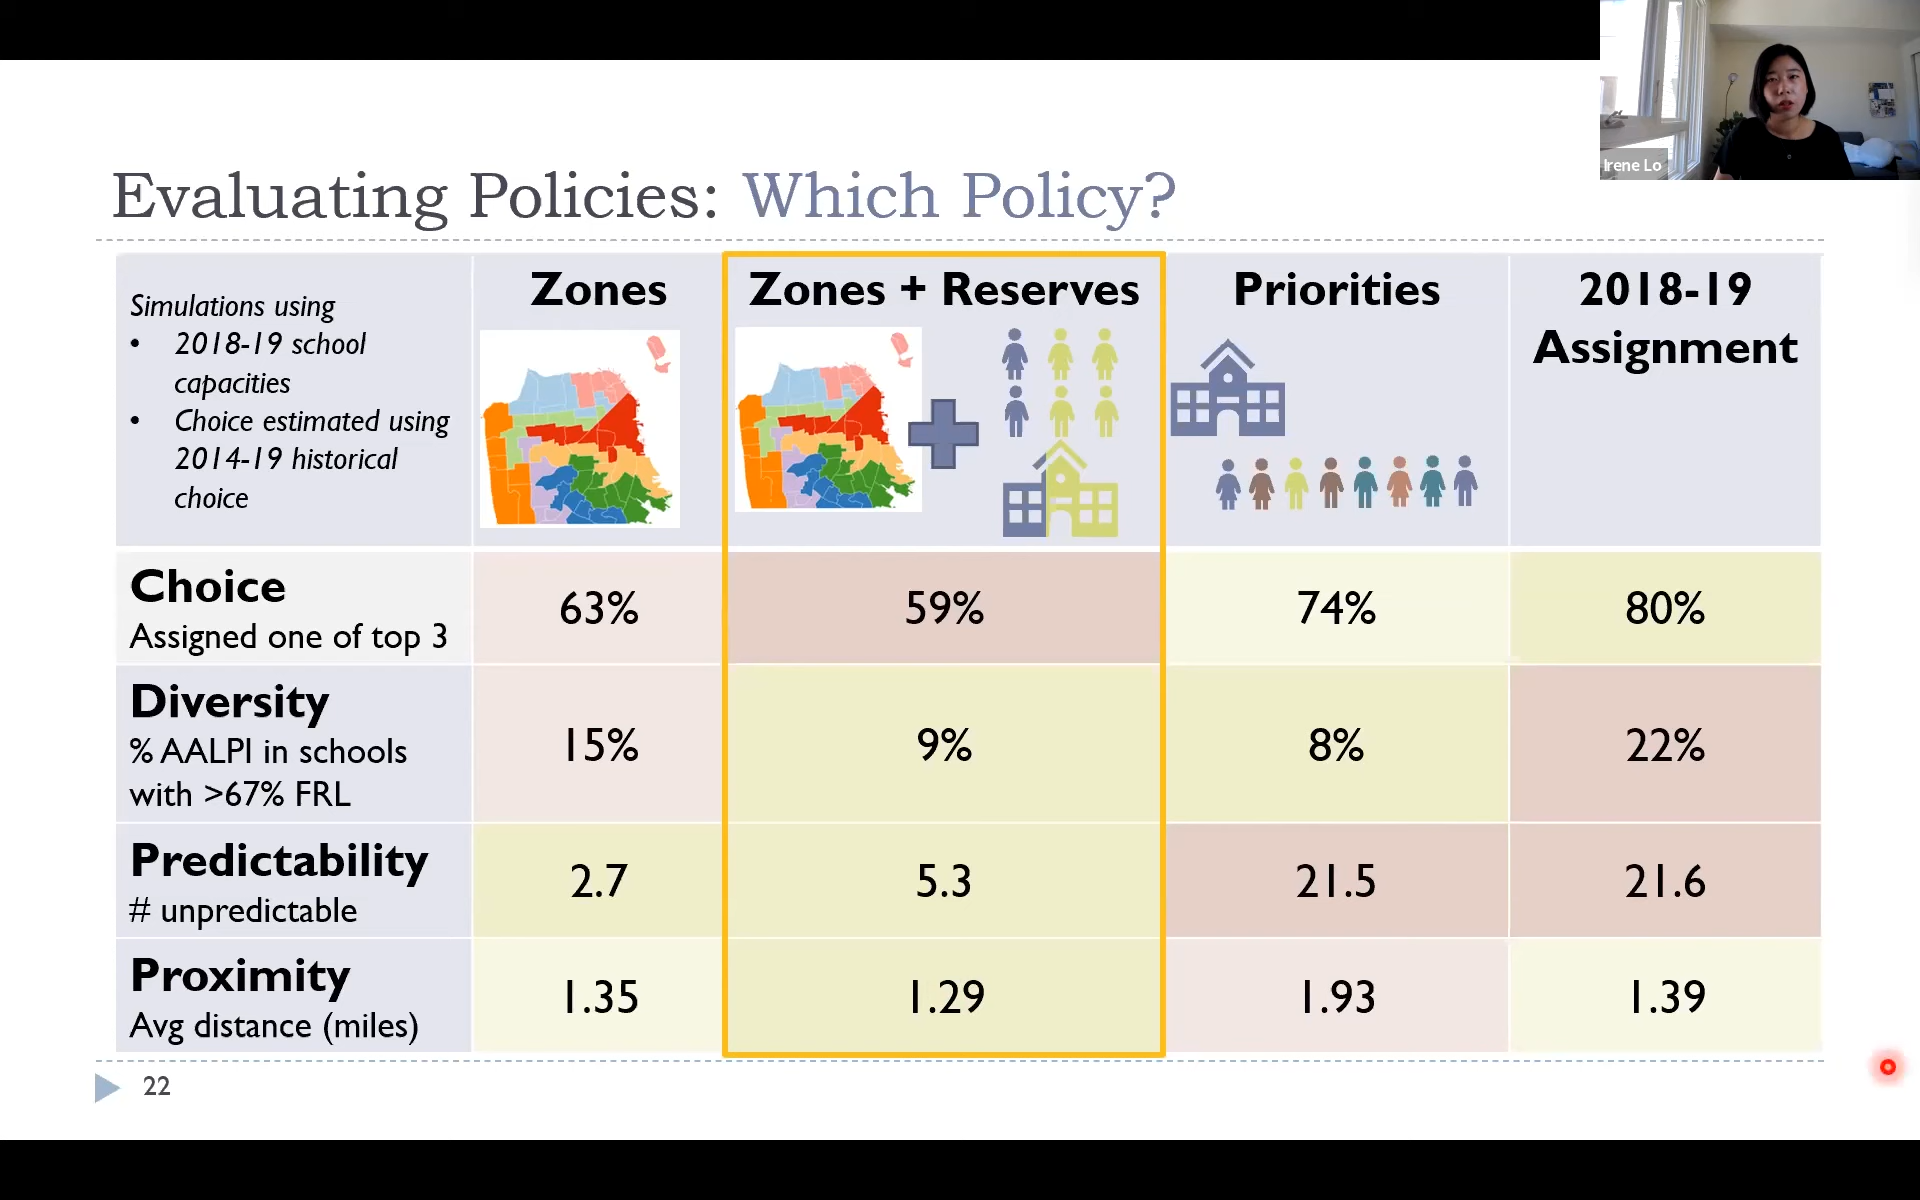 Irene Lo
Evaluating Policies: Which Policy?
Simulations using
• 2018-19 school
capacities
• Choice estimated using
2014-19 historical
choice
Zones
Zones + Reserves
Priorities
2018-19
Assignment
Choice
Assigned one of top 3
63%
59%
74%
80%
Diversity
% AALPI in schools
with >67% FRL
15%
9%
8%
22%
Predictability
# unpredictable
2.7
5.3
21.5
21.6
Proximity
Avg distance (miles)
1.35
1.29
1.93
1.39
22